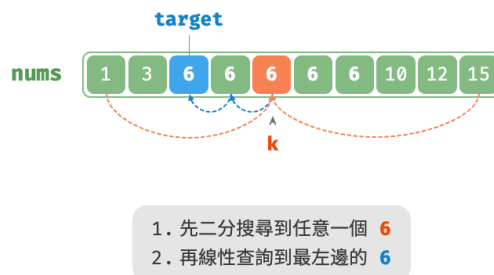 target
nums 1 3 6 6 6 6 6 10 12 15
k
1. 先二分搜尋到任意一個 6
2. 再線性查詢到最左邊的 6